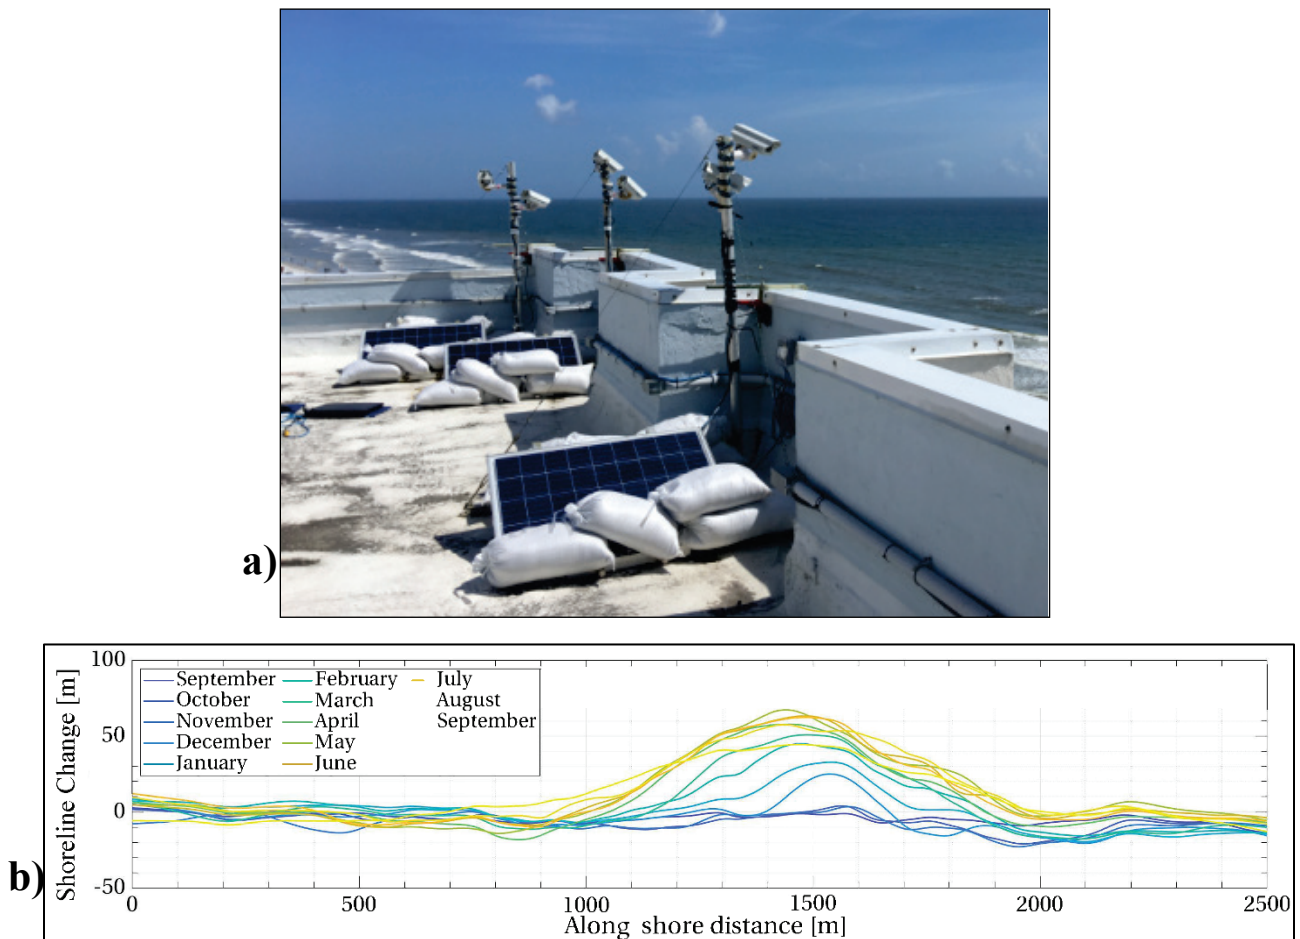 a)
b)
Shoreline Change [m]
100
50
0
-50
September February July
October March August
November April September
December May
January June
0 500 1000 1500 2000 2500
Along shore distance [m]